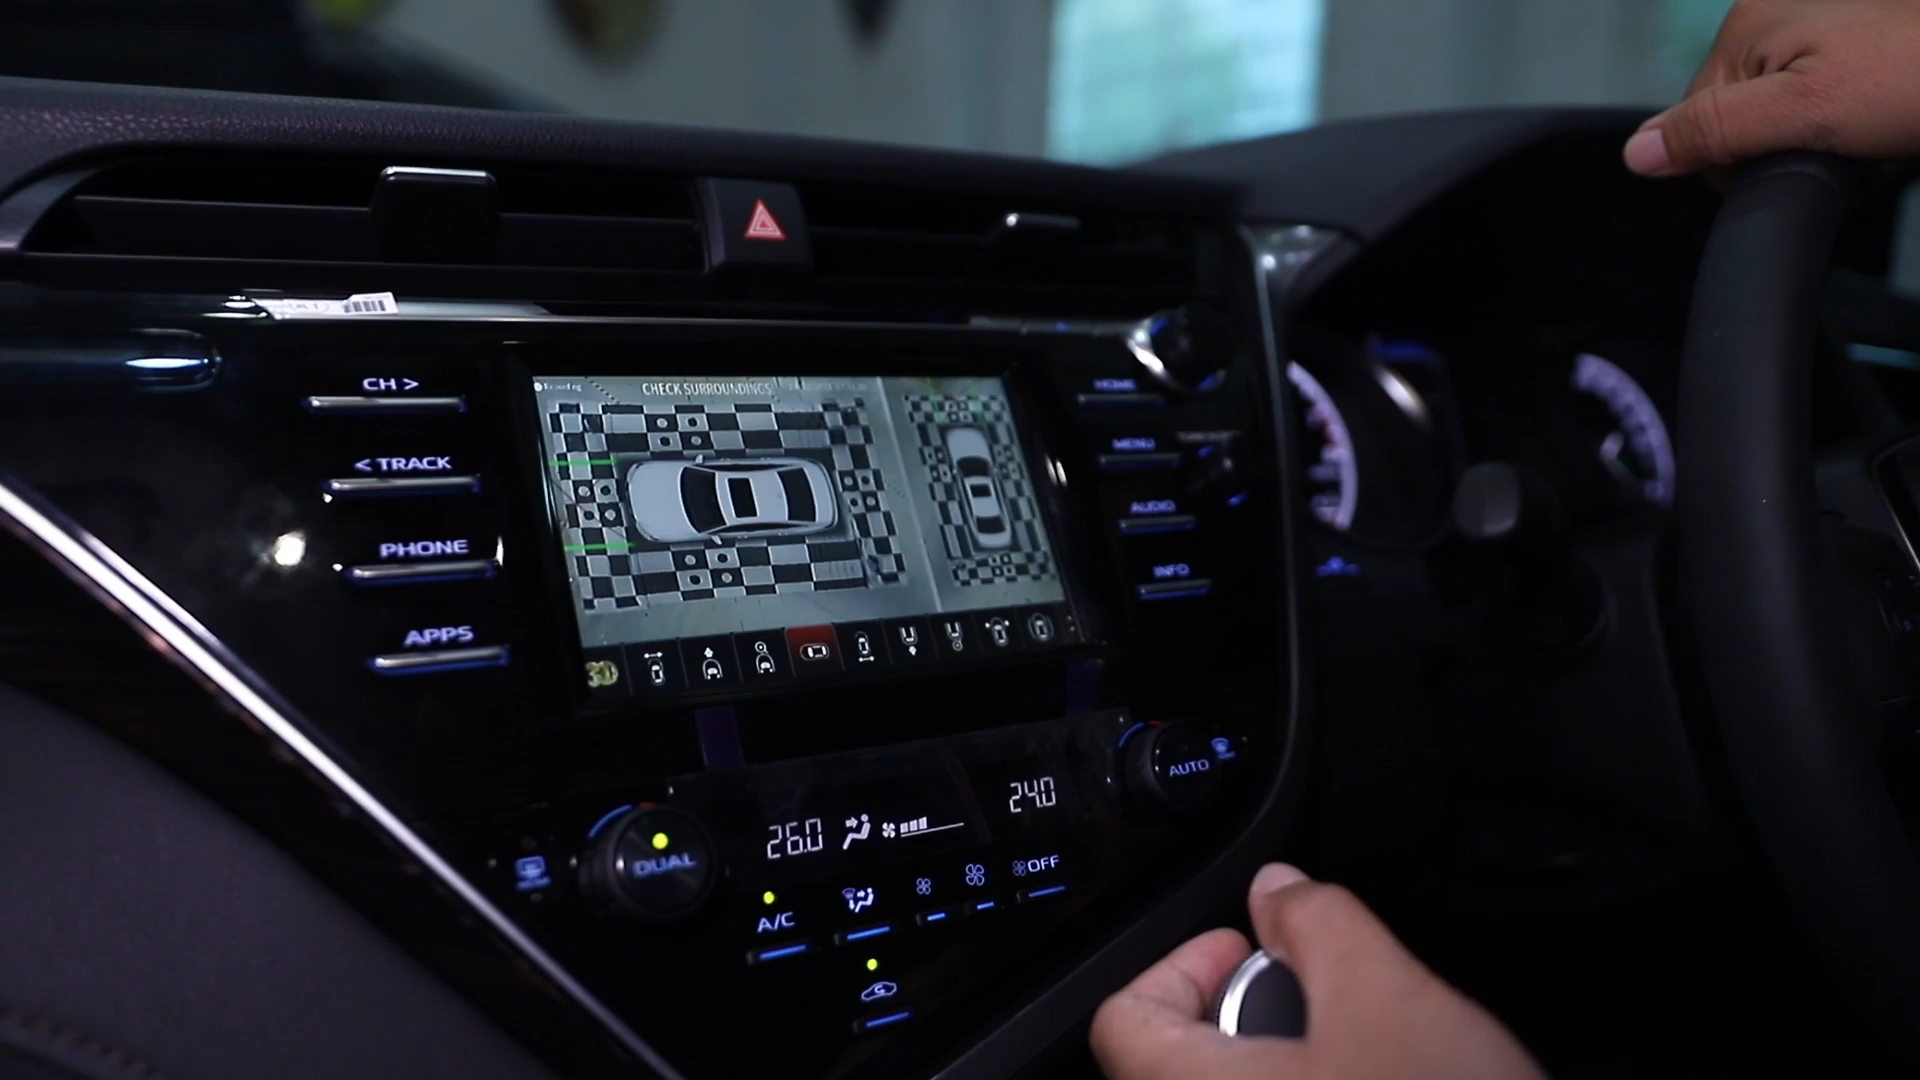 CH >
< TRACK
PHONE
APPS
CHECK SURROUNDINGS
3D
HOME
MENU
AUDIO
INFO
DUAL
26.0
24.0
AUTO
A/C
OFF